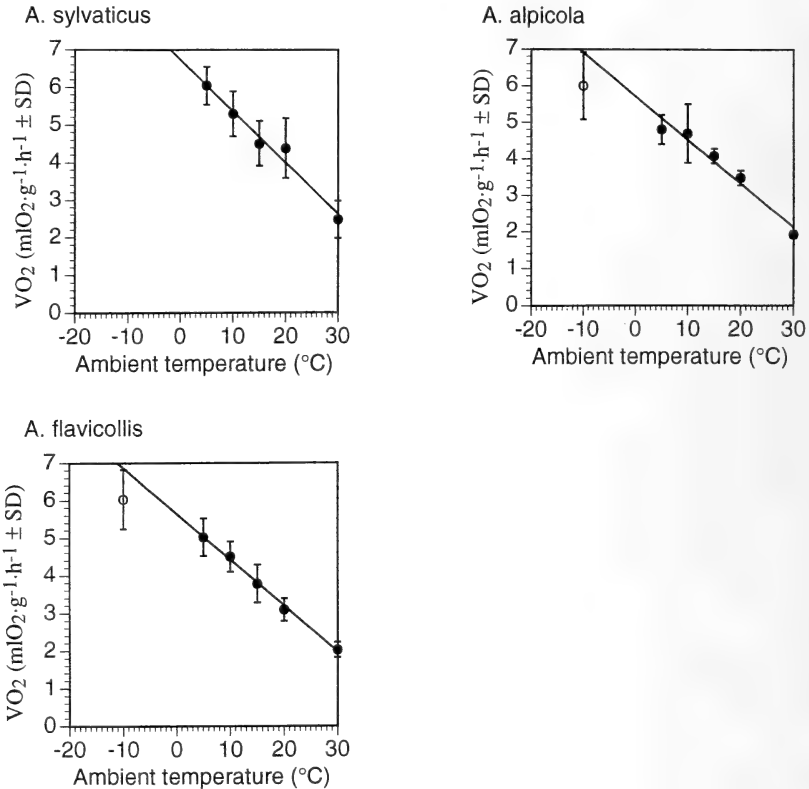 A. sylvaticus
7
6
5
4
3
2
1
0
VO2 (mlO2·g-1·h-1 ± SD)
-20 -10 0 10 20 30
Ambient temperature (°C)
A. alpicola
7
6
5
4
3
2
1
0
VO2 (mlO2·g-1·h-1 ± SD)
-20 -10 0 10 20 30
Ambient temperature (°C)
A. flavicollis
7
6
5
4
3
2
1
0
VO2 (mlO2·g-1·h-1 ± SD)
-20 -10 0 10 20 30
Ambient temperature (°C)